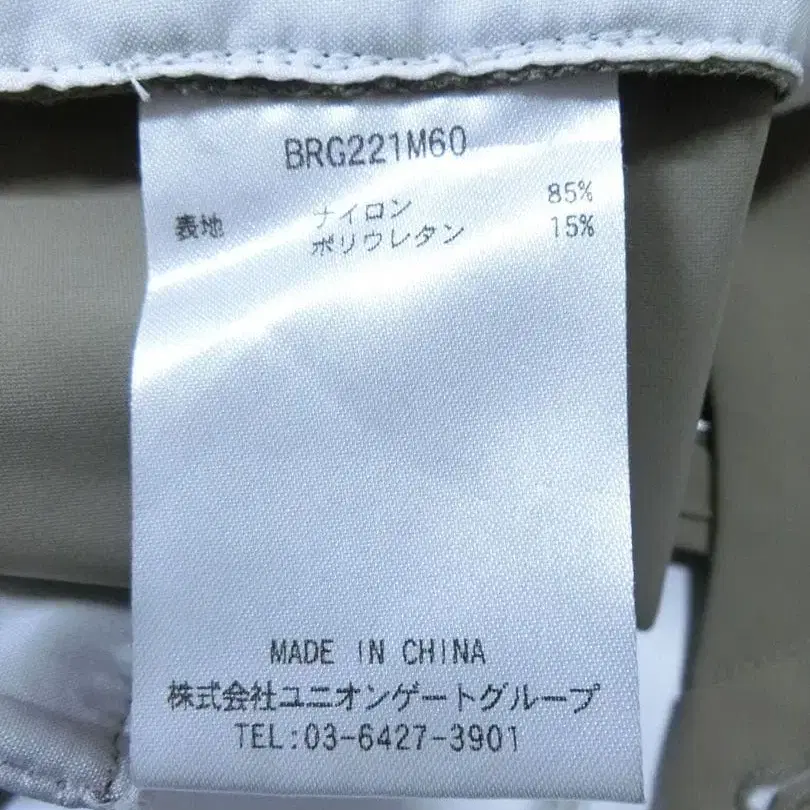 BRG221M60
表地 ナイロン 85%
ポリウレタン 15%
MADE IN CHINA
株式会社ユニオンゲートグループ
TEL:03-6427-3901